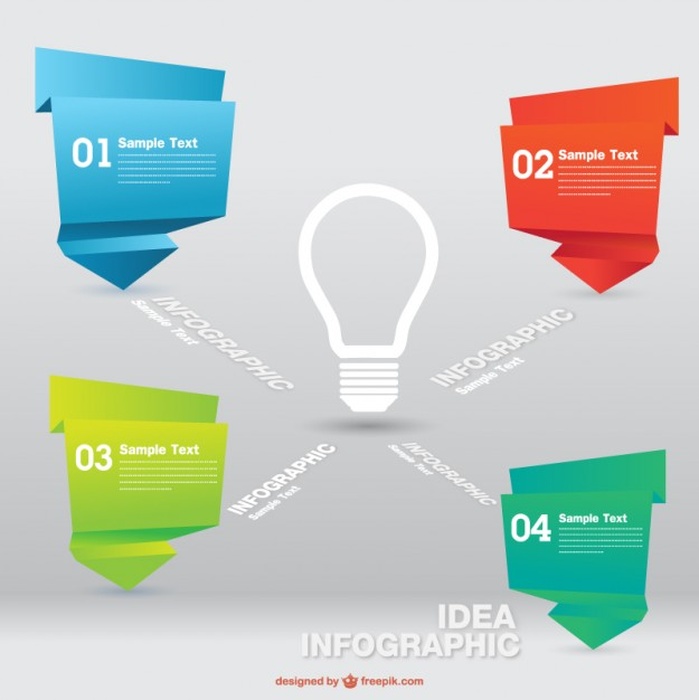 01 Sample Text
02 Sample Text
INFOGRAPHIC
Sample Text
INFOGRAPHIC
Sample Text
03 Sample Text
INFOGRAPHIC
Sample Text
INFOGRAPHIC
Sample Text
04 Sample Text
IDEA
INFOGRAPHIC
designed by freepik.com